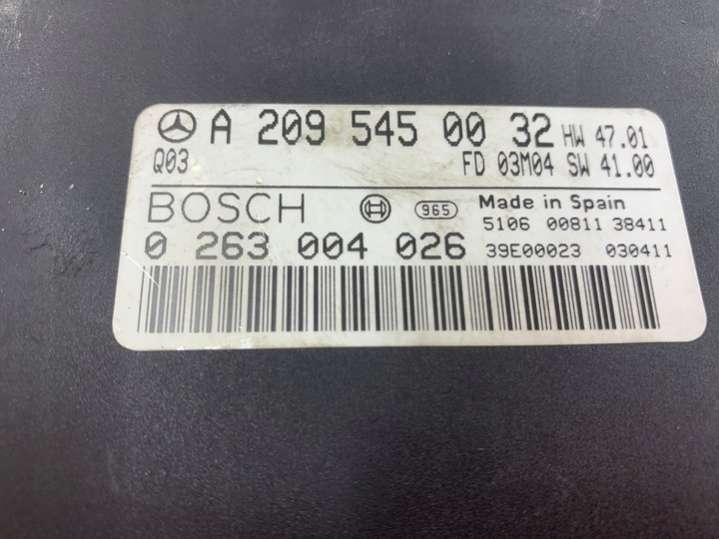 A 209 545 00 32 HW 47.01
Q03 FD 03M04 SW 41.00
BOSCH 965 Made in Spain
5106 00811 38411
0 263 004 026 39E00023 030411